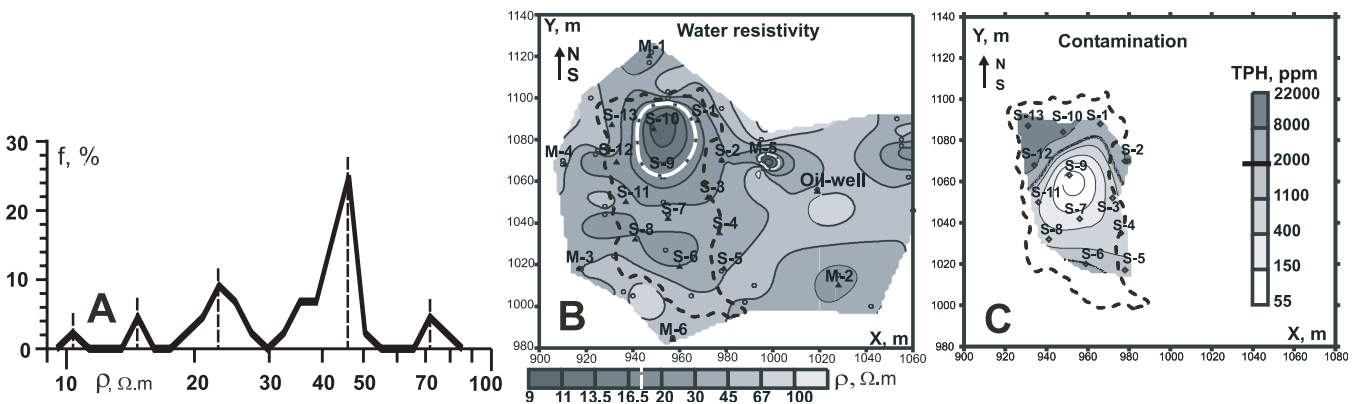 f, %
30
20
10
0
A
10 20 30 40 50 70 100
ρ, Ω.m
1140
1120
1100
1080
1060
1040
1020
1000
980
Y, m
Water resistivity
N
S
M-1
S-13
S-10
S-1
M-4
S-12
S-9
S-2
M-5
S-11
S-3
Oil-well
S-7
S-8
S-4
M-3
S-6
S-5
M-2
B
M-6
X, m
900 920 940 960 980 1000 1020 1040 1060
9 11 13.5 16.5 20 30 45 67 100
ρ, Ω.m
1140
1120
1100
1080
1060
1040
1020
1000
980
Y, m
Contamination
N
S
S-13
S-10
S-1
S-12
S-9
S-2
S-11
S-7
S-3
S-8
S-4
S-6
S-5
C
TPH, ppm
22000
8000
2000
1100
400
150
55
X, m
900 920 940 960 980 1000 1020 1040 1060 1080